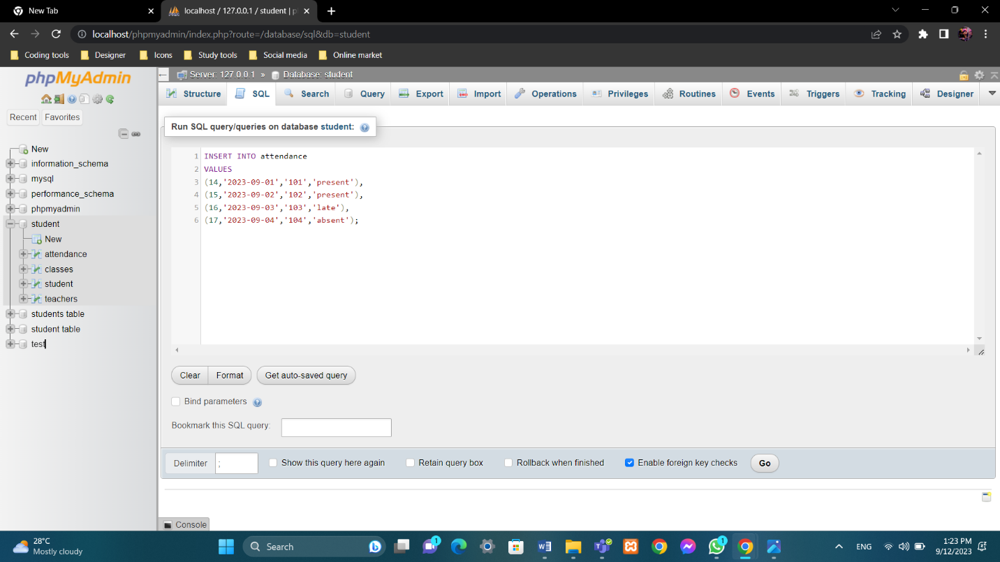 New Tab
localhost / 127.0.0.1 / student | p
localhost/phpmyadmin/index.php?route=/database/sql&db=student
Coding tools Designer Icons Study tools Social media Online market
phpMyAdmin
Recent Favorites
New
information_schema
mysql
performance_schema
phpmyadmin
student
New
attendance
classes
student
teachers
students table
student table
test
Server: 127.0.0.1 » Database: student
Structure SQL Search Query Export Import Operations Privileges Routines Events Triggers Tracking Designer
Run SQL query/queries on database student:
1 INSERT INTO attendance
2 VALUES
3 (14,'2023-09-01','101','present'),
4 (15,'2023-09-02','102','present'),
5 (16,'2023-09-03','103','late'),
6 (17,'2023-09-04','104','absent');
Clear Format Get auto-saved query
Bind parameters
Bookmark this SQL query:
Delimiter ; Show this query here again Retain query box Rollback when finished Enable foreign key checks Go
Console
28°C
Mostly cloudy
Search
1
1
ENG
1:23 PM
9/12/2023